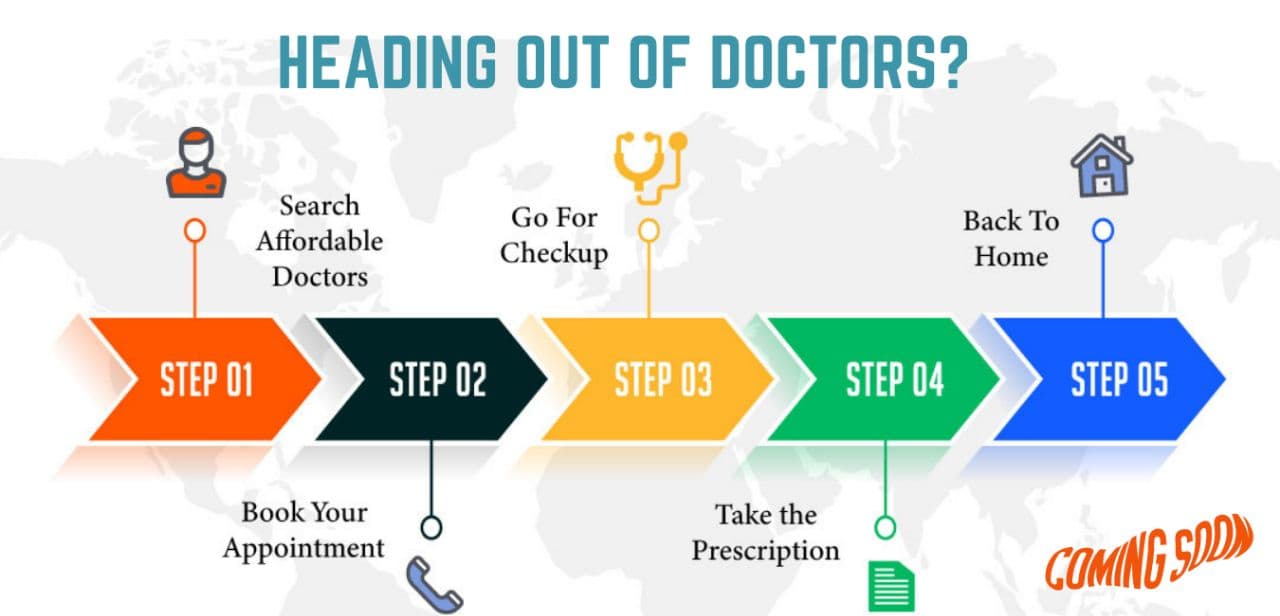 HEADING OUT OF DOCTORS?
Search
Affordable
Doctors
Go For
Checkup
Back To
Home
STEP 01
STEP 02
STEP 03
STEP 04
STEP 05
Book Your
Appointment
Take the
Prescription
COMING SOON